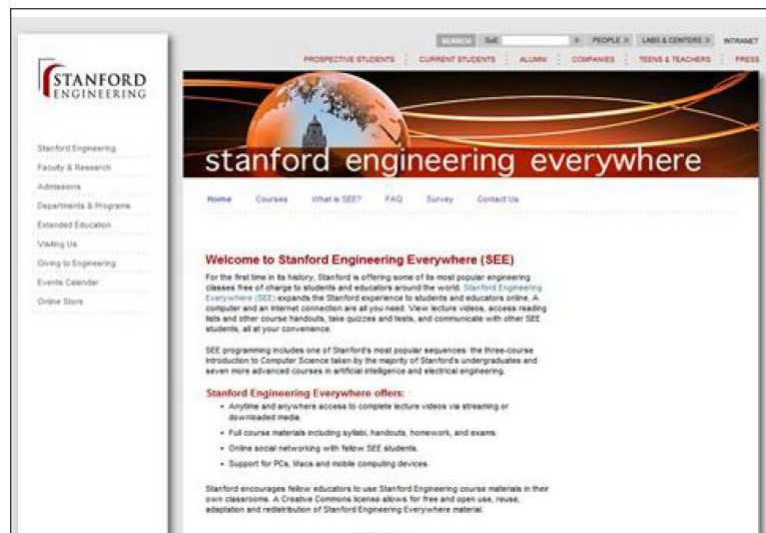 SEARCH SoE PEOPLE > LABS & CENTERS > INTRANET
PROSPECTIVE STUDENTS CURRENT STUDENTS ALUMNI COMPANIES TEENS & TEACHERS PRESS
STANFORD
ENGINEERING
Stanford Engineering
Faculty & Research
Admissions
Departments & Programs
Extended Education
Visiting Us
Giving to Engineering
Events Calendar
Online Store
stanford engineering everywhere
Home Courses What is SEE? FAQ Survey Contact Us
Welcome to Stanford Engineering Everywhere (SEE)
For the first time in its history, Stanford is offering some of its most popular engineering
classes free of charge to students and educators around the world. Stanford Engineering
Everywhere (SEE) expands the Stanford experience to students and educators online. A
computer and an Internet connection are all you need. View lecture videos, access reading
lists and other course handouts, take quizzes and tests, and communicate with other SEE
students, all at your convenience.
SEE programming includes one of Stanford's most popular sequences: the three-course
Introduction to Computer Science taken by the majority of Stanford's undergraduates and
seven more advanced courses in artificial intelligence and electrical engineering.
Stanford Engineering Everywhere offers:
• Anytime and anywhere access to complete lecture videos via streaming or
downloaded media.
• Full course materials including syllabi, handouts, homework, and exams.
• Online social networking with fellow SEE students.
• Support for PCs, Macs and mobile computing devices.
Stanford encourages fellow educators to use Stanford Engineering course materials in their
own classrooms. A Creative Commons license allows for free and open use, reuse,
adaptation and redistribution of Stanford Engineering Everywhere material.